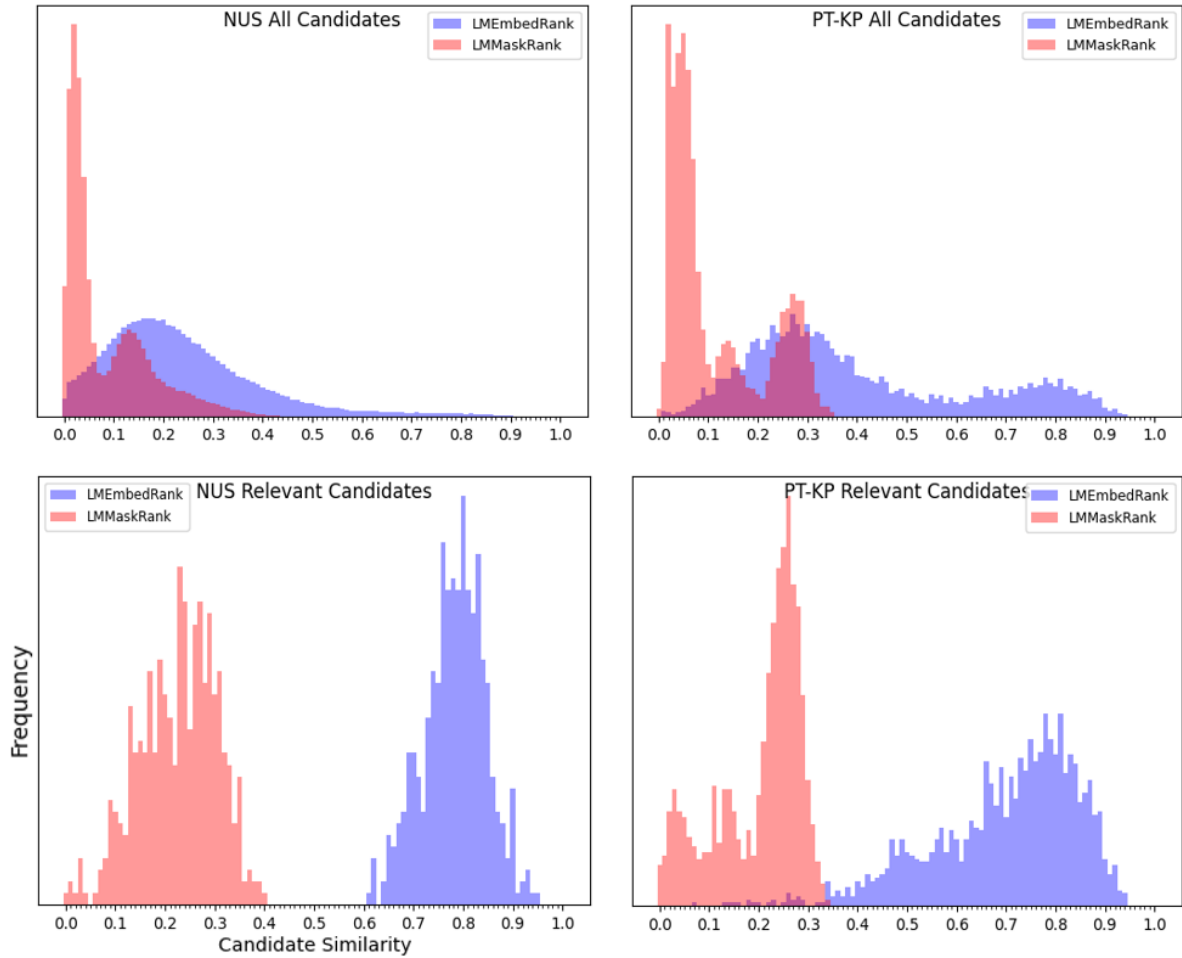 NUS All Candidates
LMEmbedRank
LMMaskRank
0.0 0.1 0.2 0.3 0.4 0.5 0.6 0.7 0.8 0.9 1.0
PT-KP All Candidates
LMEmbedRank
LMMaskRank
0.0 0.1 0.2 0.3 0.4 0.5 0.6 0.7 0.8 0.9 1.0
NUS Relevant Candidates
LMEmbedRank
LMMaskRank
Frequency
0.0 0.1 0.2 0.3 0.4 0.5 0.6 0.7 0.8 0.9 1.0
Candidate Similarity
PT-KP Relevant Candidates
LMEmbedRank
LMMaskRank
0.0 0.1 0.2 0.3 0.4 0.5 0.6 0.7 0.8 0.9 1.0